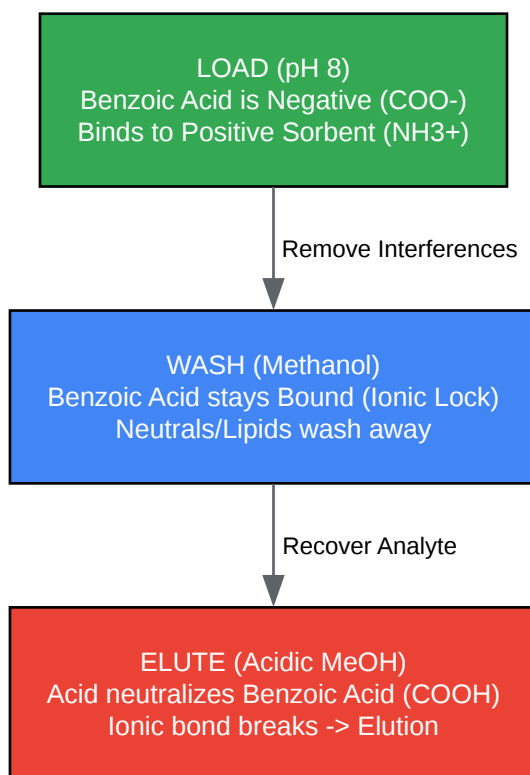 LOAD (pH 8)
Benzoic Acid is Negative (COO-)
Binds to Positive Sorbent (NH3+)
Remove Interferences
WASH (Methanol)
Benzoic Acid stays Bound (Ionic Lock)
Neutrals/Lipids wash away
Recover Analyte
ELUTE (Acidic MeOH)
Acid neutralizes Benzoic Acid (COOH)
Ionic bond breaks -> Elution